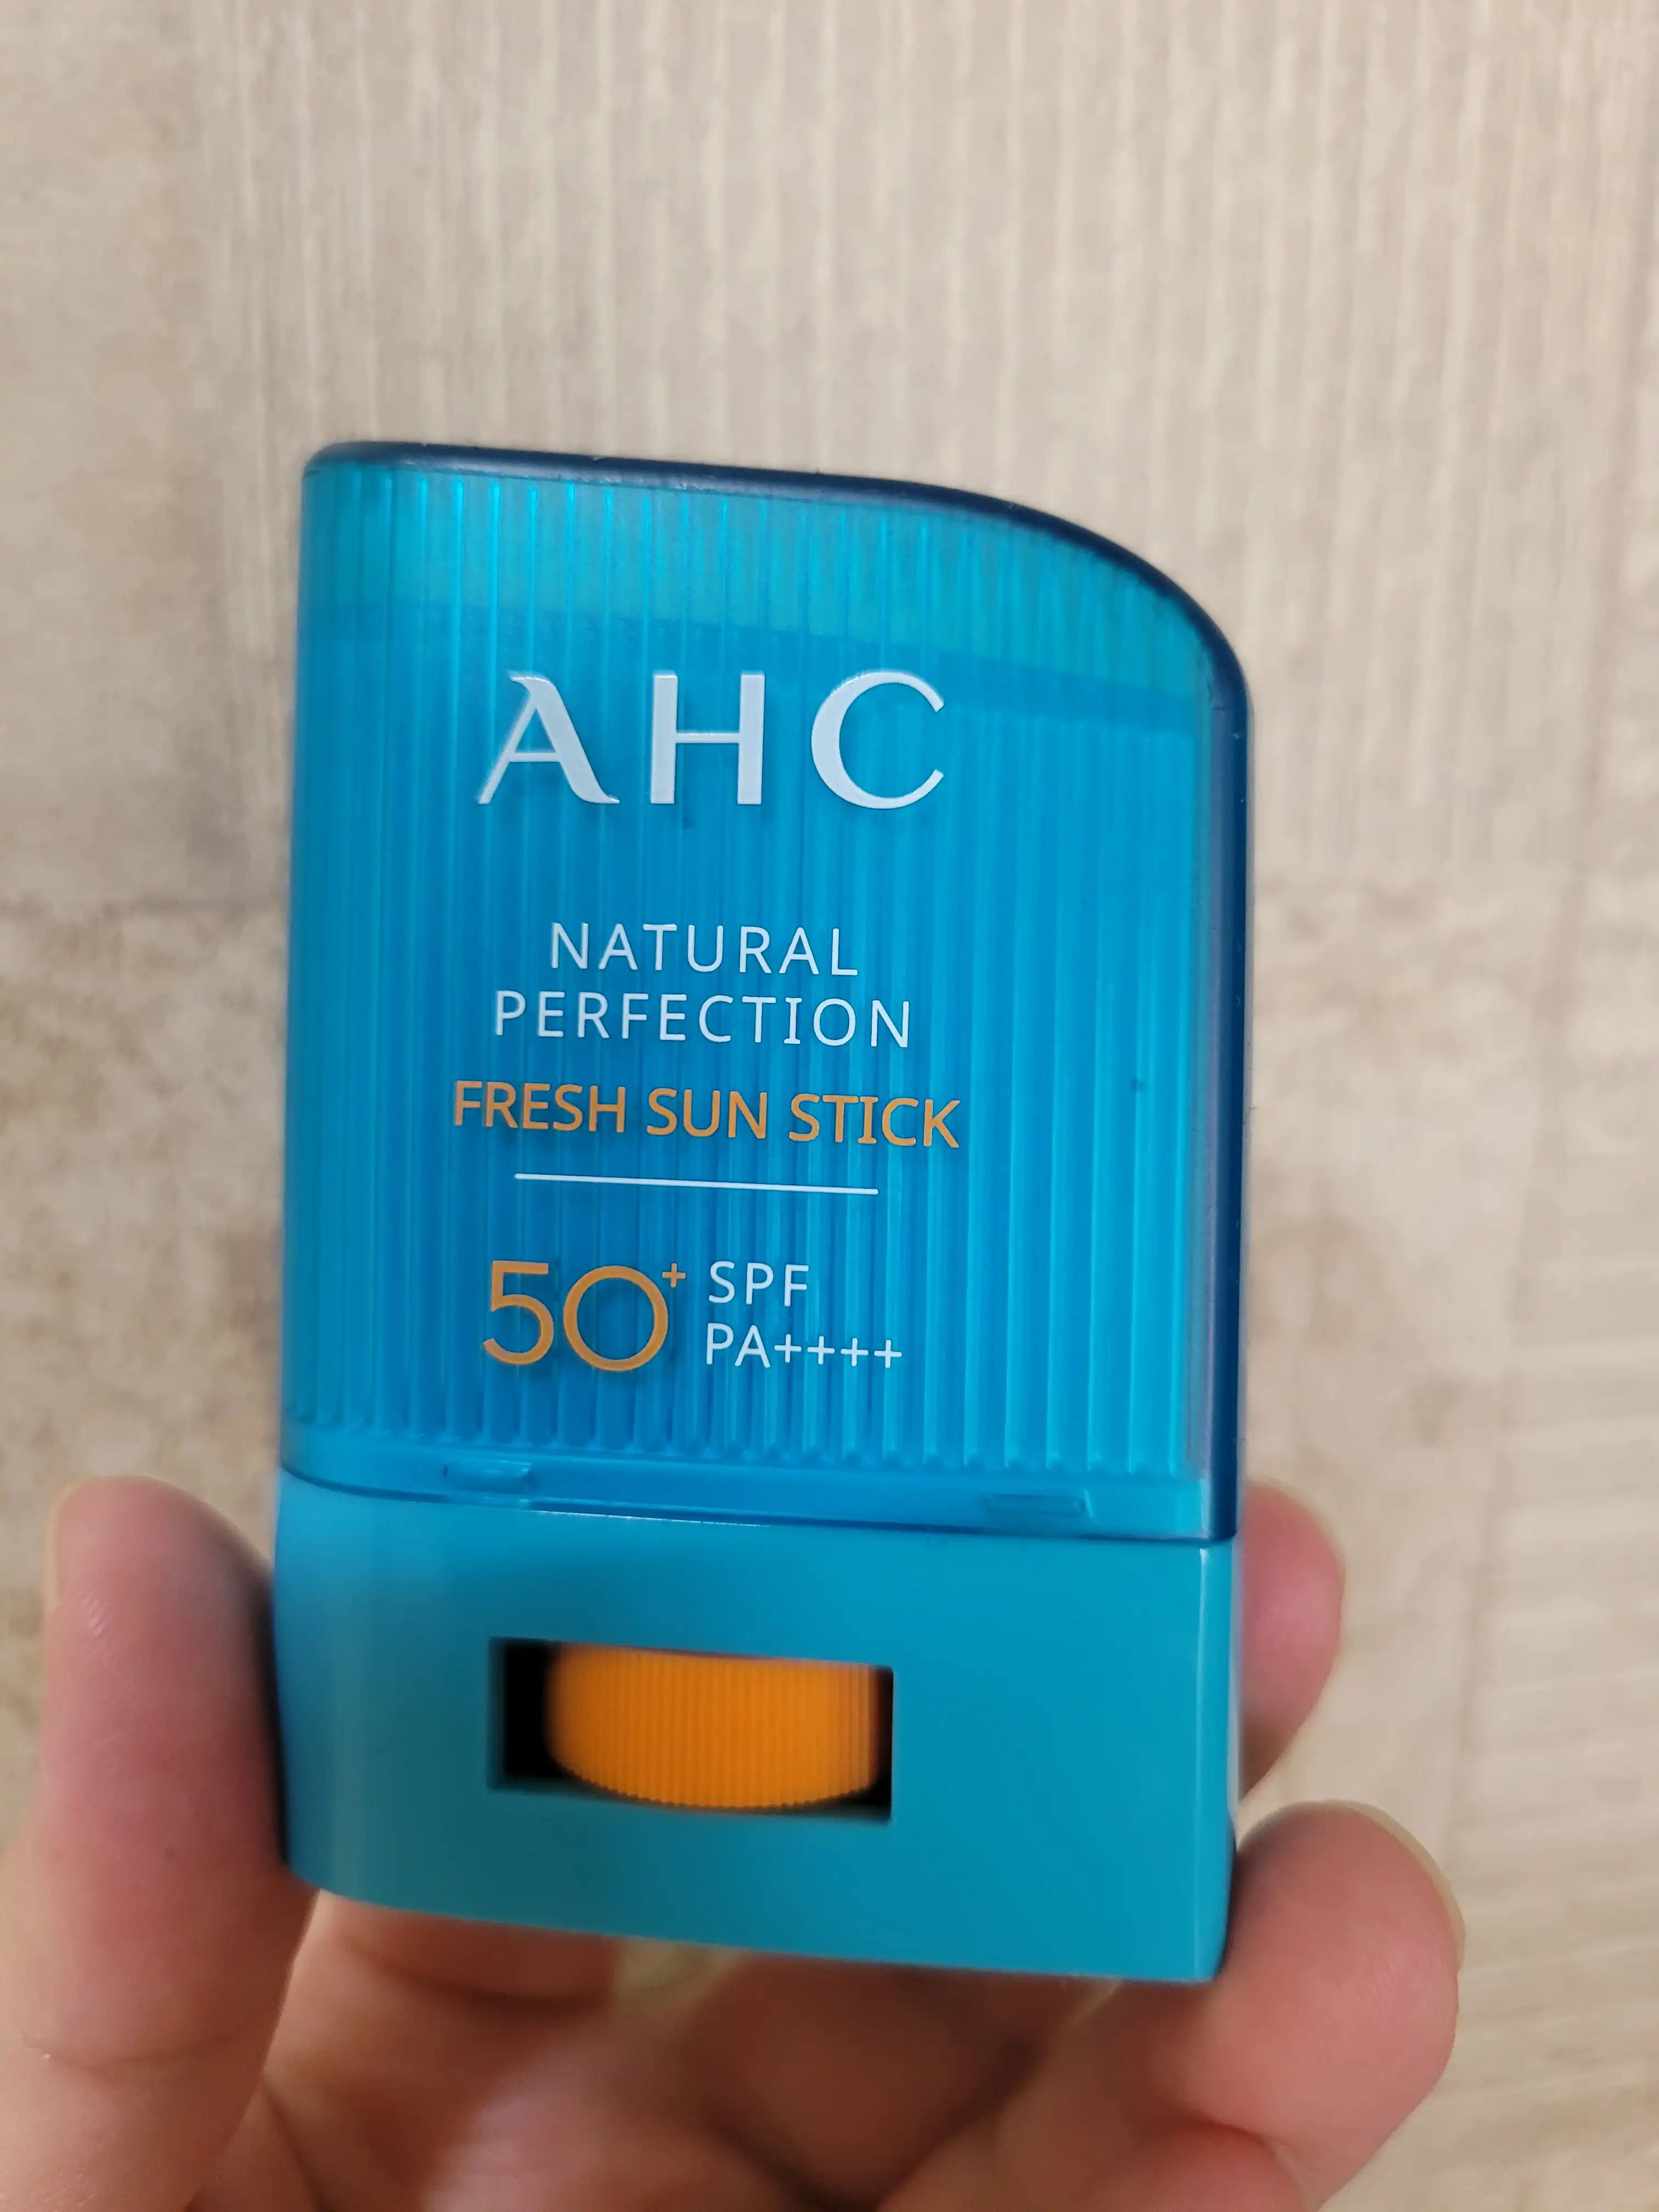 AHC
NATURAL
PERFECTION
FRESH SUN STICK
50+ SPF
PA++++